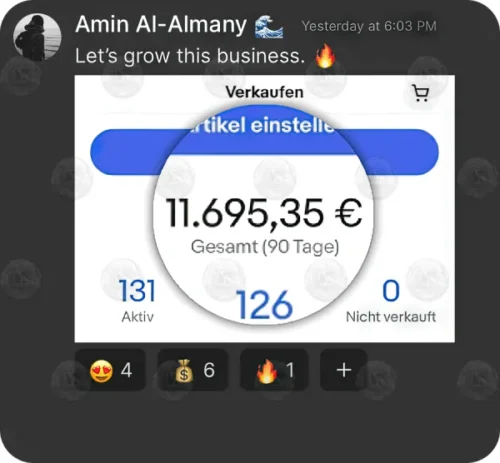 Amin Al-Almany 🌊 Yesterday at 6:03 PM
Let’s grow this business. 🔥
Verkaufen
rtikel einstelle
11.695,35 €
Gesamt (90 Tage)
131 126 0
Aktiv Nicht verkauft
😍 4 💰 6 🔥 1 +